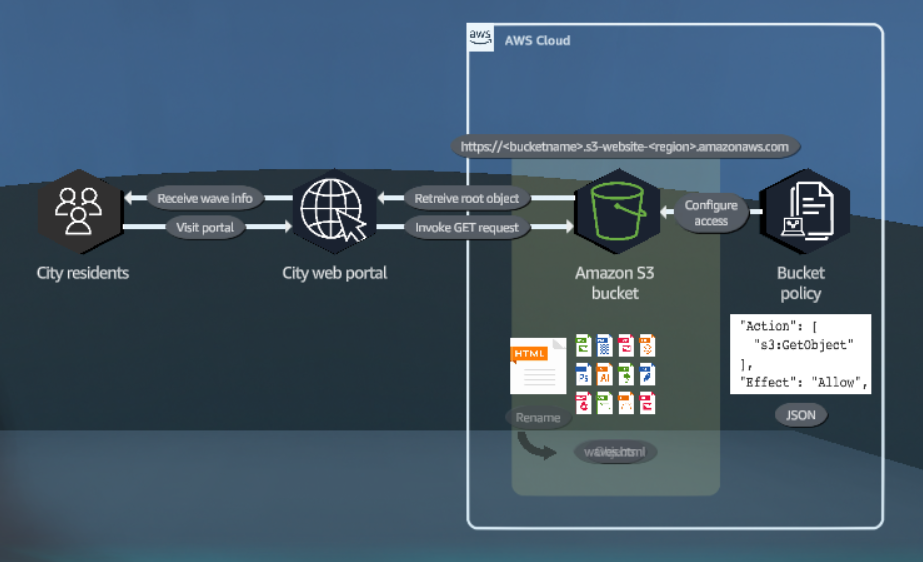 aws
AWS Cloud
https://<bucketname>.s3-website-<region>.amazonaws.com
Receive wave info
Retreive root object
Configure
access
Visit portal
Invoke GET request
City residents
City web portal
Amazon S3
bucket
Bucket
policy
"Action": [
"s3:GetObject"
],
"Effect": "Allow",
HTML
Ai
Rename
JSON